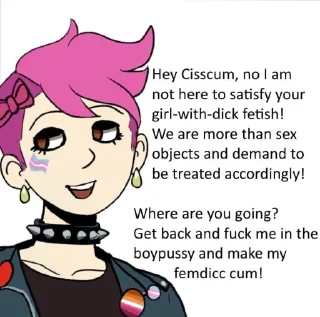 Hey Cisscum, no I am
not here to satisfy your
girl-with-dick fetish!
We are more than sex
objects and demand to
be treated accordingly!
Where are you going?
Get back and fuck me in the
boypussy and make my
femdicc cum!